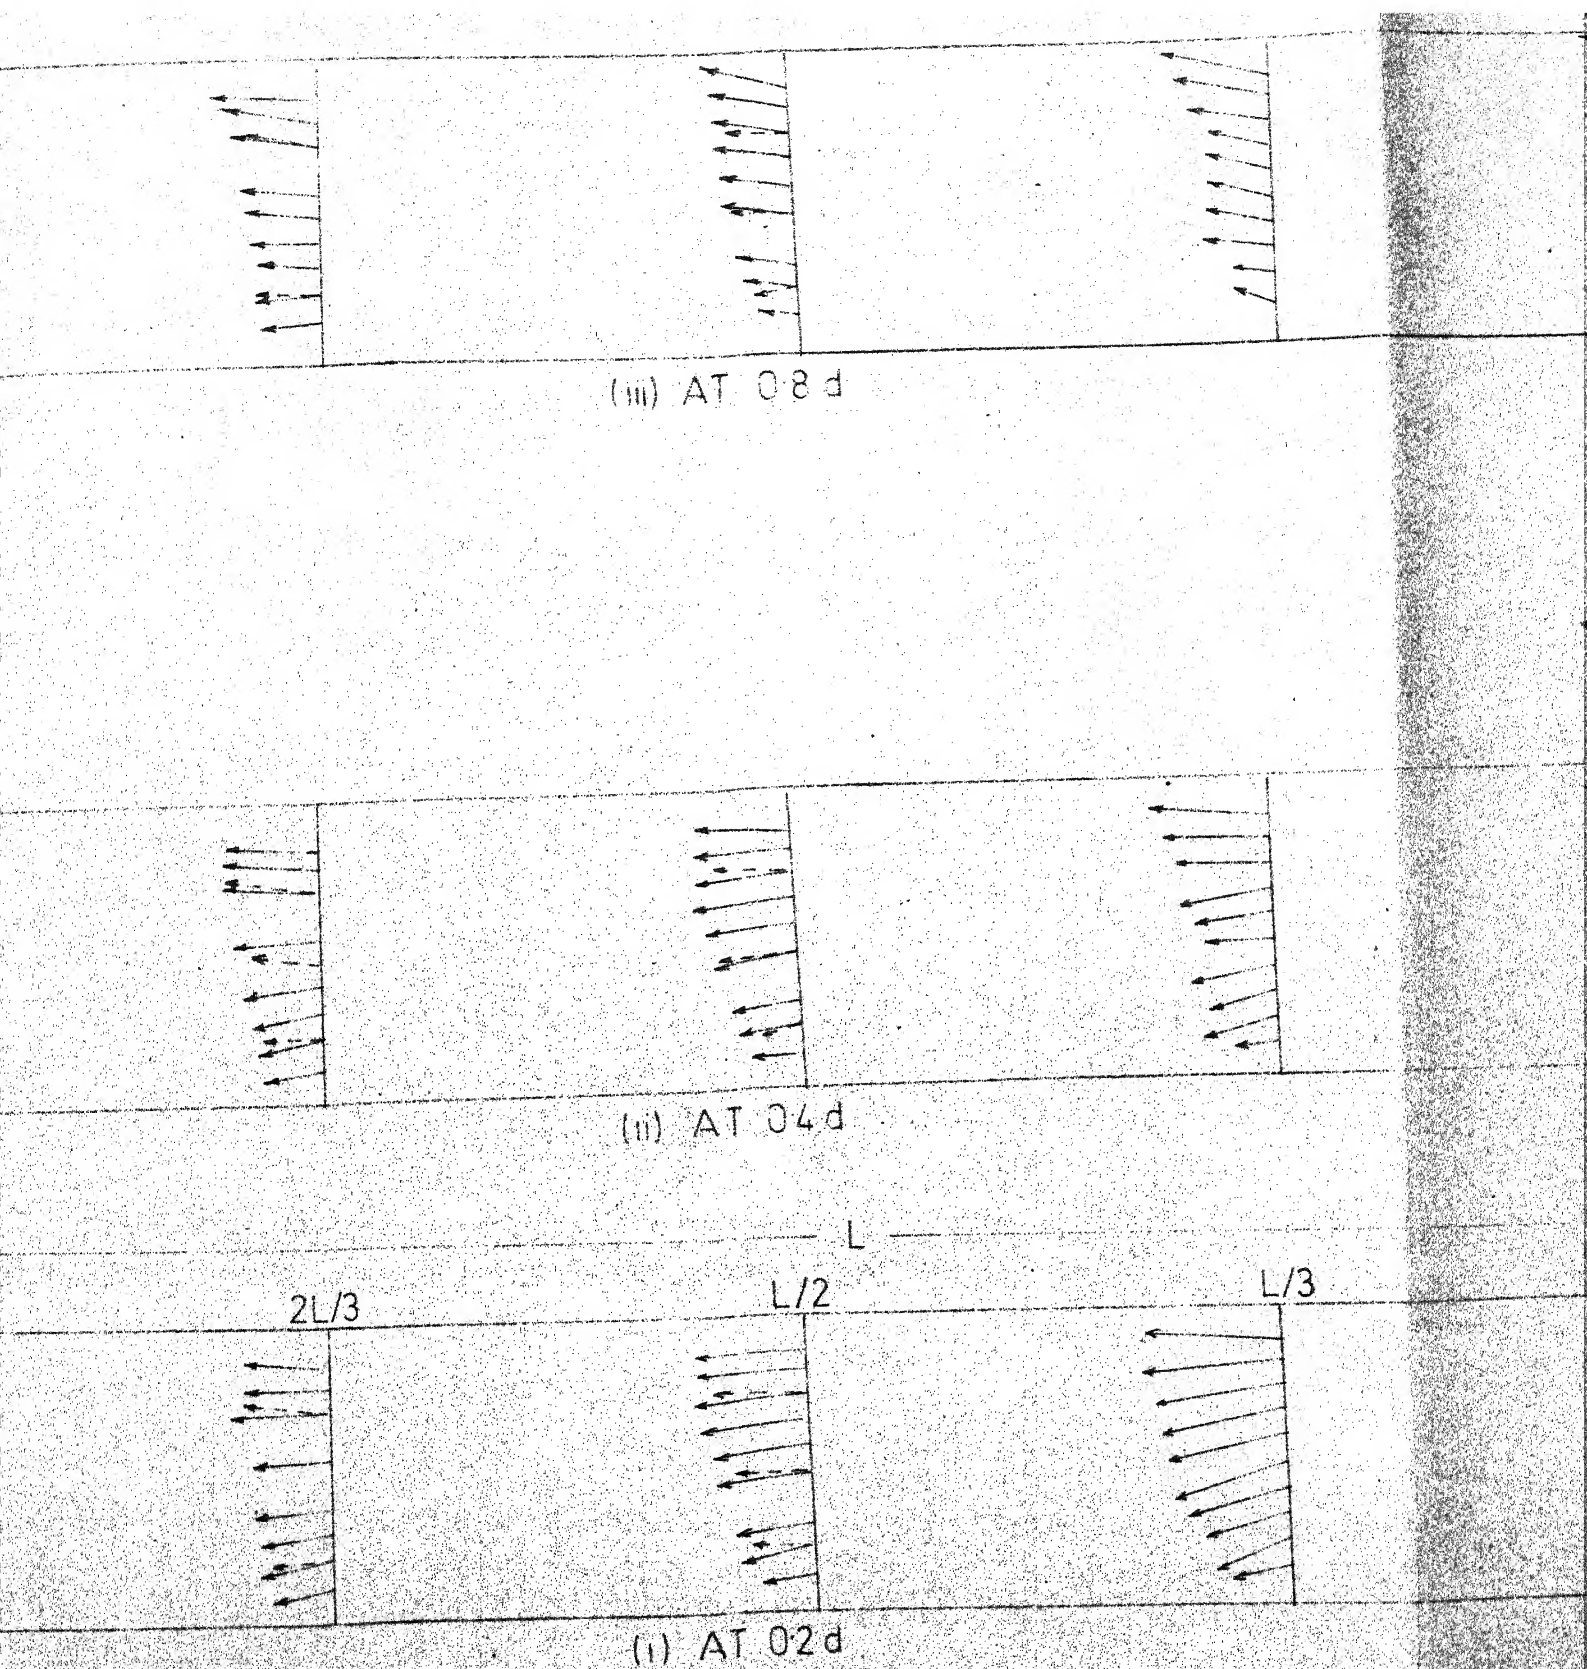 (iii) AT 0.8 d
(ii) AT 0.4 d
L
2L/3 L/2 L/3
(i) AT 0.2 d